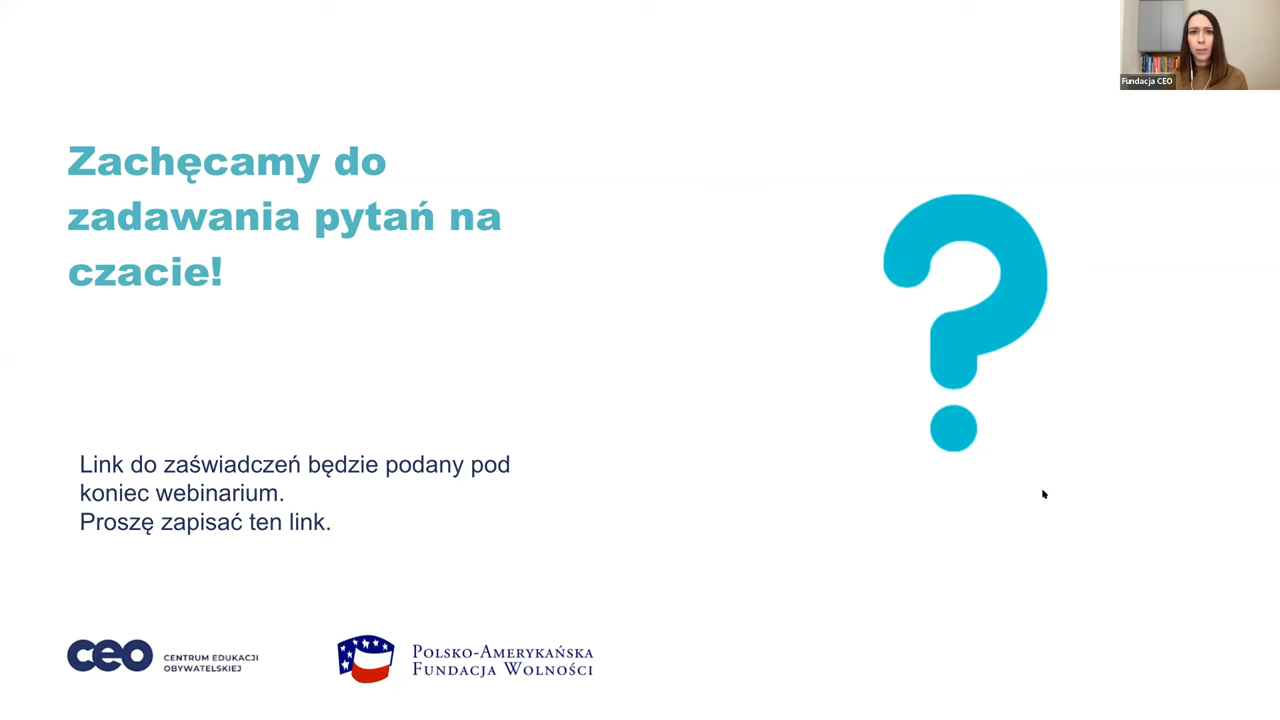 Fundacja CEO
Zachęcamy do
zadawania pytań na
czacie!
?
Link do zaświadczeń będzie podany pod
koniec webinarium.
Proszę zapisać ten link.
ceo
CENTRUM EDUKACJI
OBYWATELSKIEJ
POLSKO-AMERYKAŃSKA
FUNDACJA WOLNOŚCI